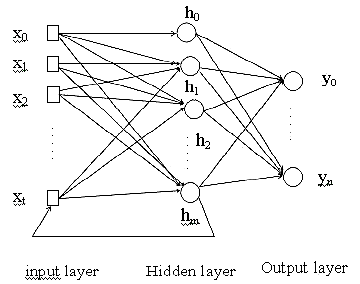 h0
x0
x1
h1
y0
x2
h2
yn
xt
hm
input layer
Hidden layer
Output layer